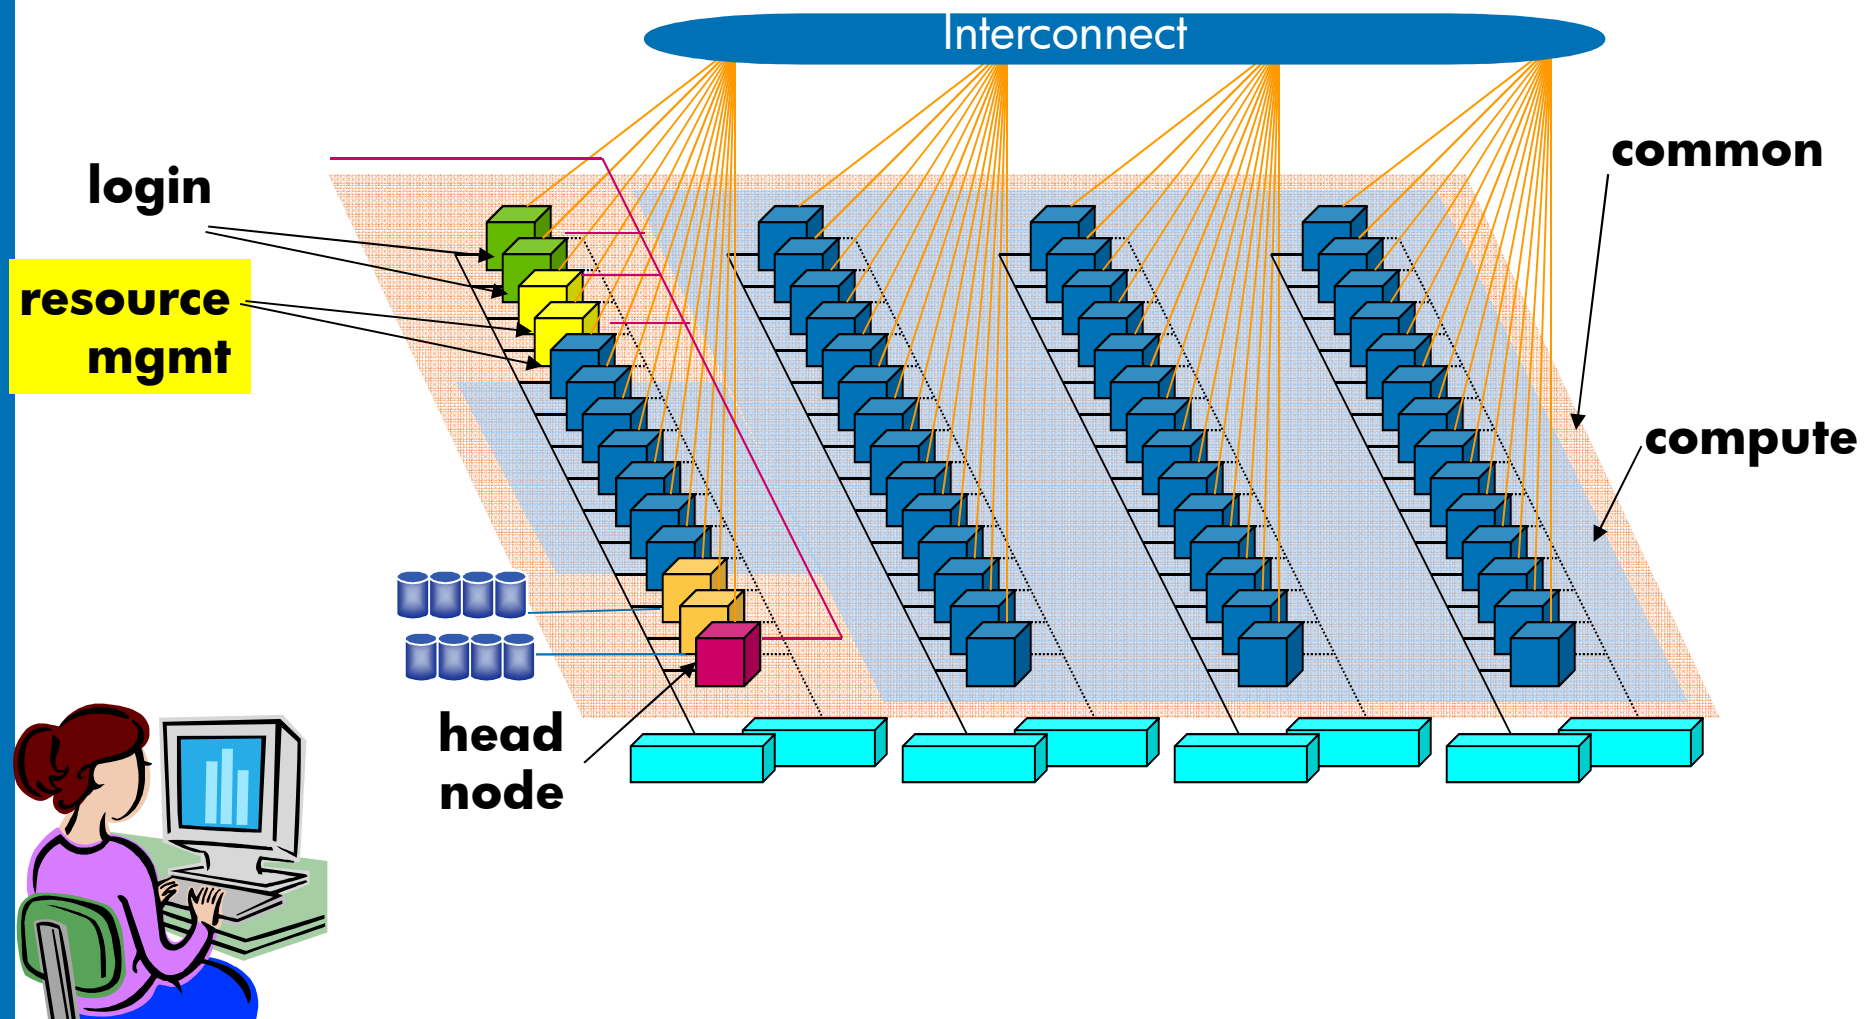 Interconnect
login
resource
mgmt
common
compute
head
node